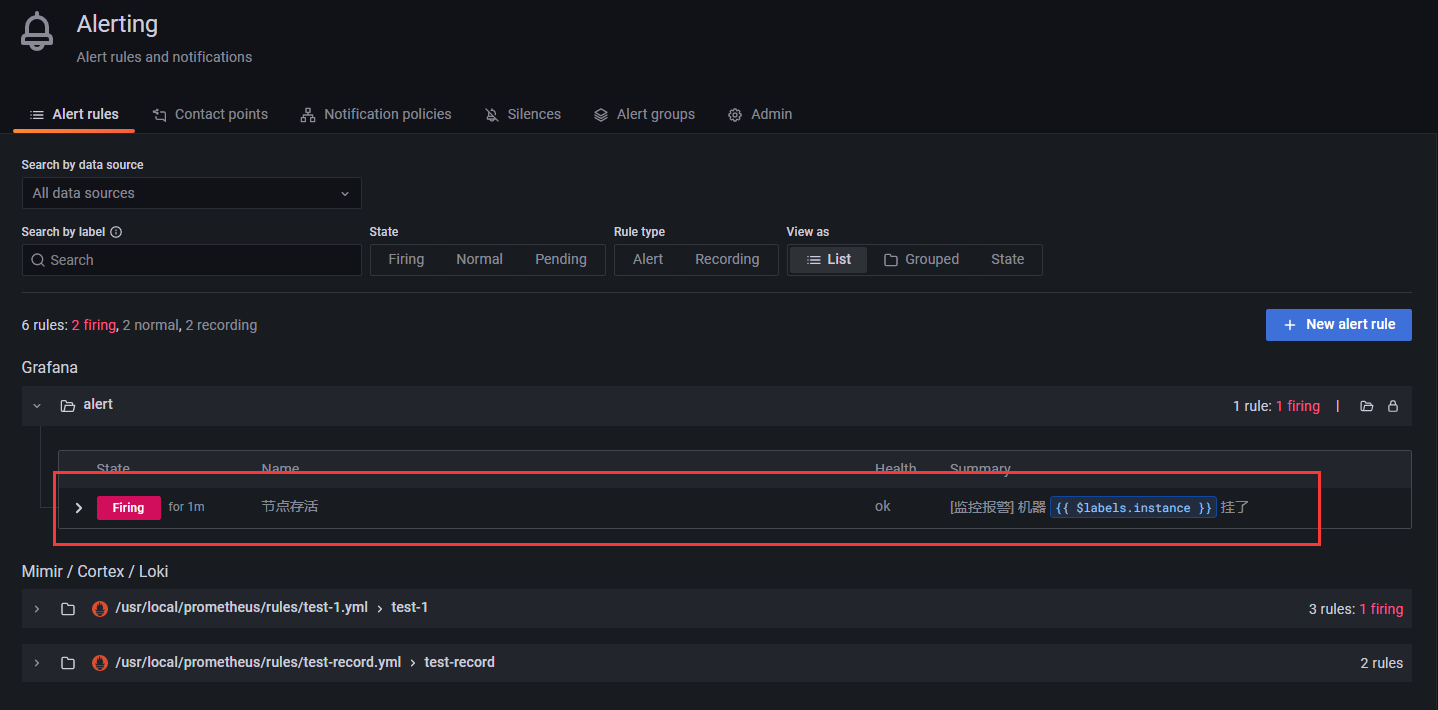 Alerting
Alert rules and notifications
Alert rules Contact points Notification policies Silences Alert groups Admin
Search by data source
All data sources
Search by label State Rule type View as
Search Firing Normal Pending Alert Recording List Grouped State
6 rules: 2 firing, 2 normal, 2 recording + New alert rule
Grafana
alert 1 rule: 1 firing |
State Name Health Summary
Firing for 1m 节点存活 ok [监控报警] 机器 {{ $labels.instance }} 挂了
Mimir / Cortex / Loki
/usr/local/prometheus/rules/test-1.yml › test-1 3 rules: 1 firing
/usr/local/prometheus/rules/test-record.yml › test-record 2 rules